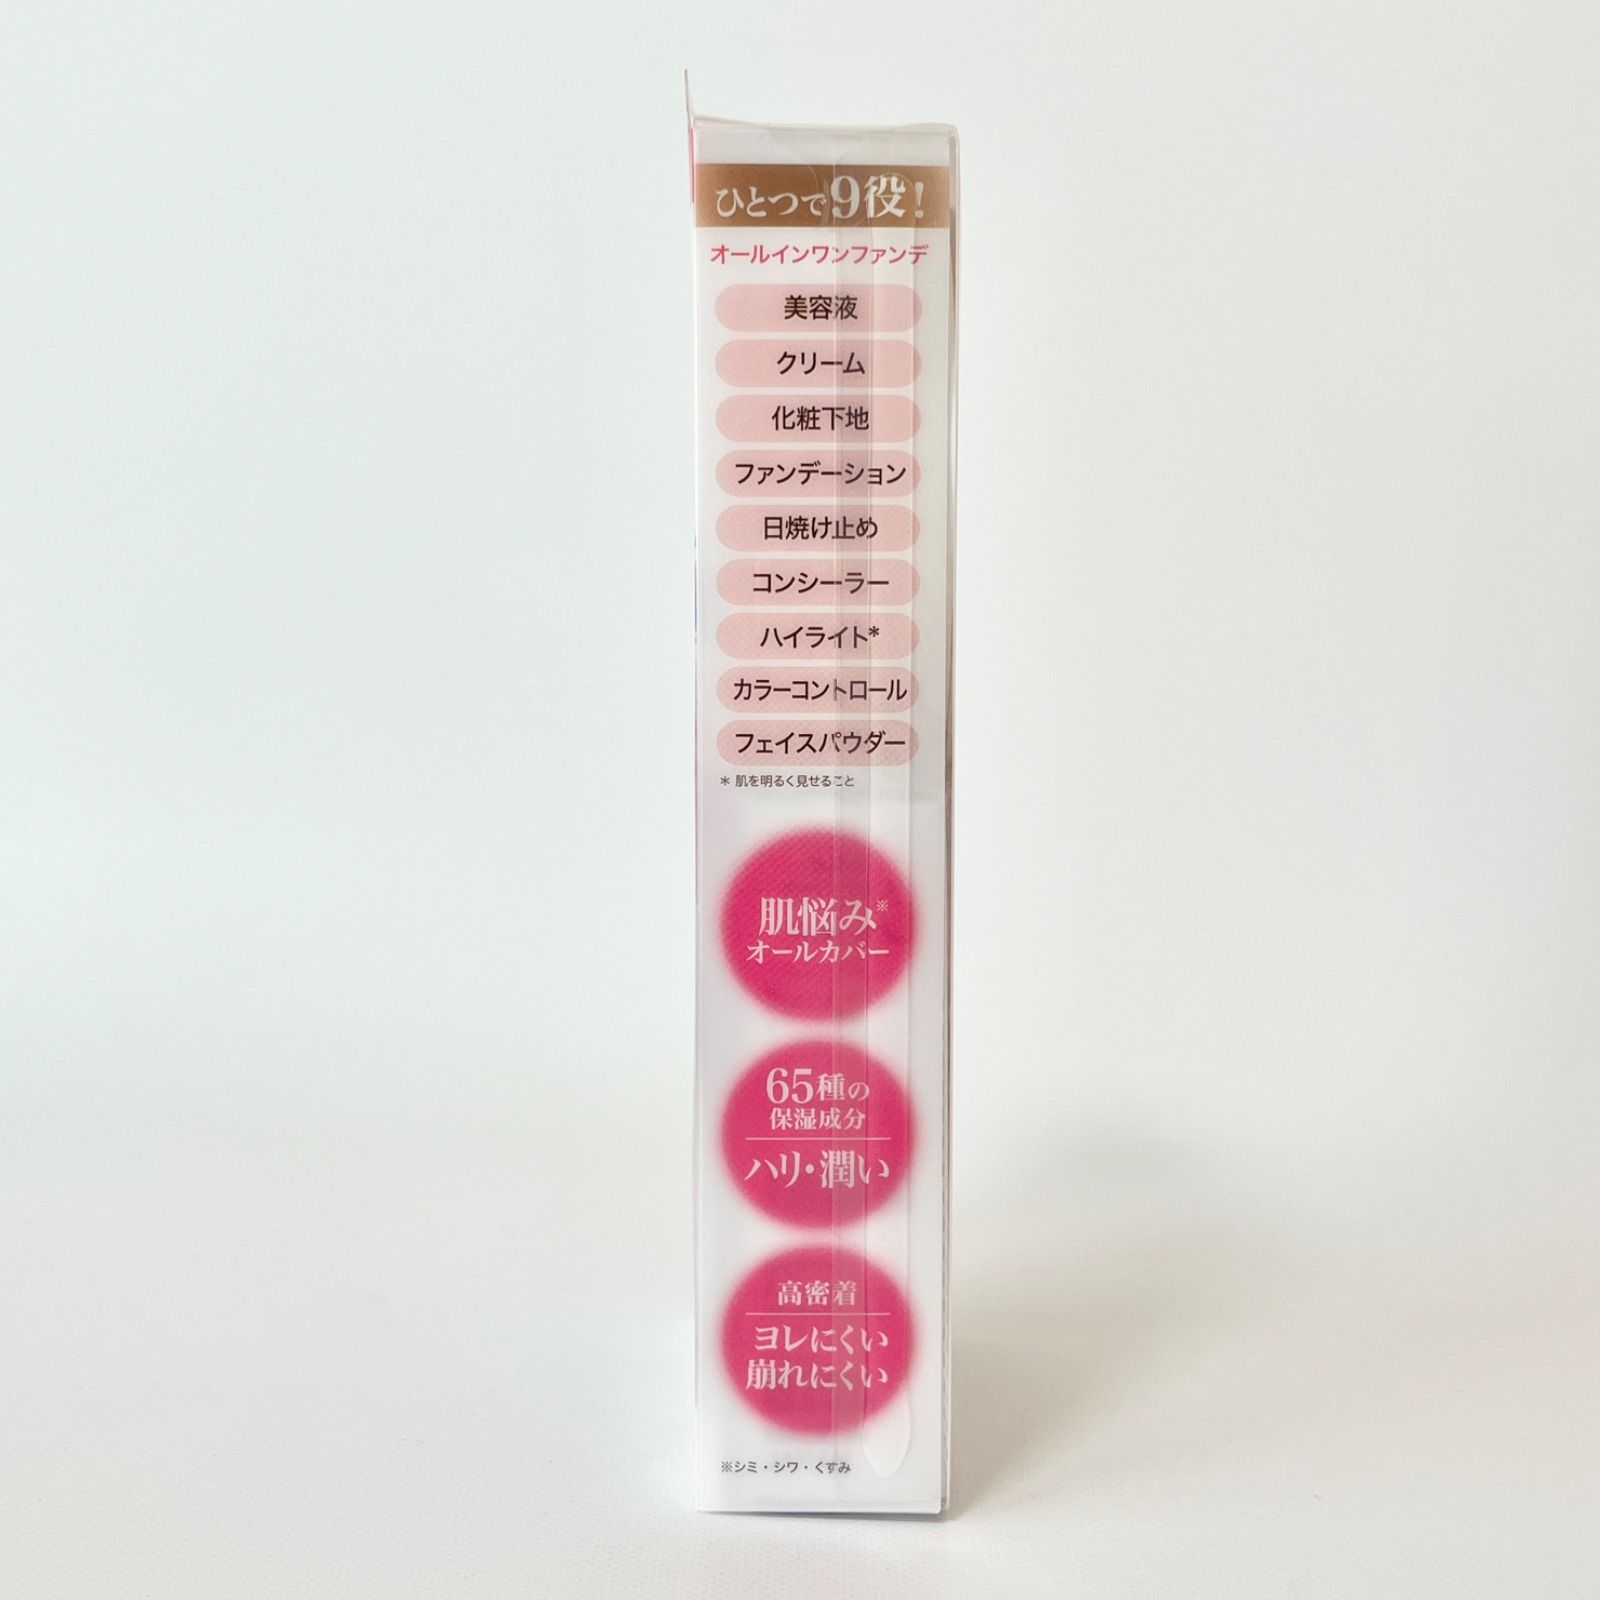 ひとつで9役!
オールインワンファンデ
美容液
クリーム
化粧下地
ファンデーション
日焼け止め
コンシーラー
ハイライト*
カラーコントロール
フェイスパウダー
* 肌を明るく見せること
肌悩み※
オールカバー
65種の
保湿成分
ハリ・潤い
高密着
ヨレにくい
崩れにくい
※シミ・シワ・くすみ